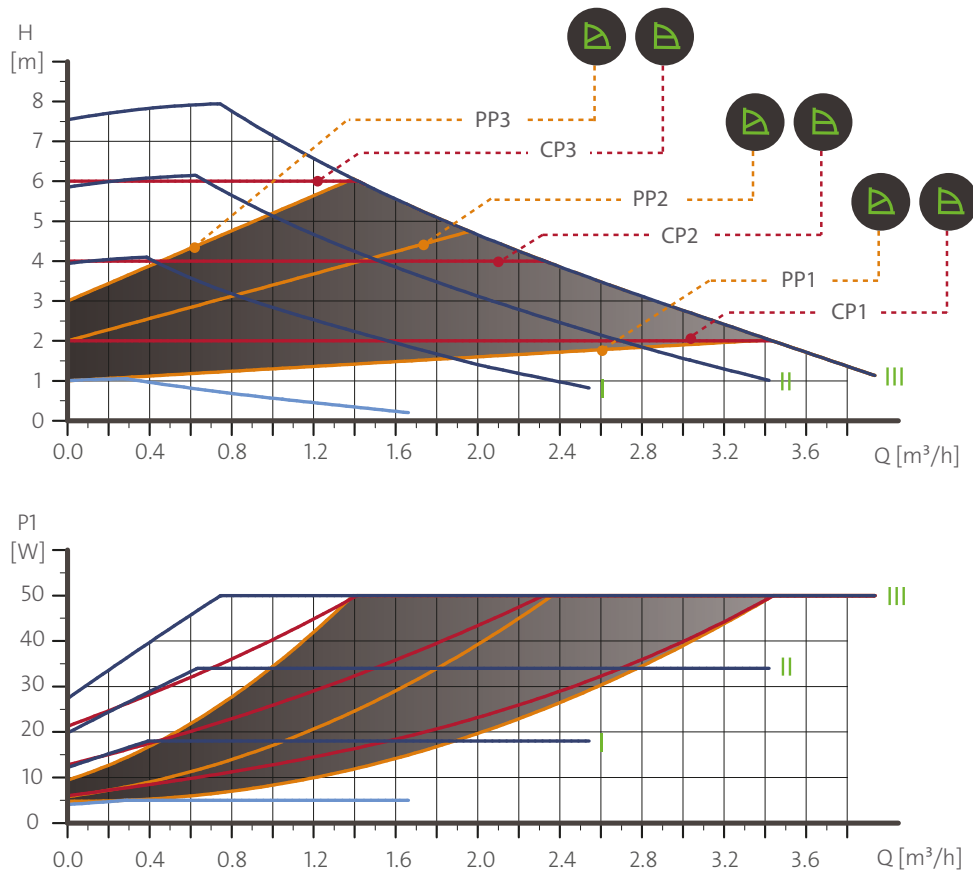 H
[m]
8
7
6
5
4
3
2
1
0
PP3
CP3
PP2
CP2
PP1
CP1
I
II
III
0.0 0.4 0.8 1.2 1.6 2.0 2.4 2.8 3.2 3.6 Q [m³/h]
P1
[W]
50
40
30
20
10
0
III
II
I
0.0 0.4 0.8 1.2 1.6 2.0 2.4 2.8 3.2 3.6 Q [m³/h]